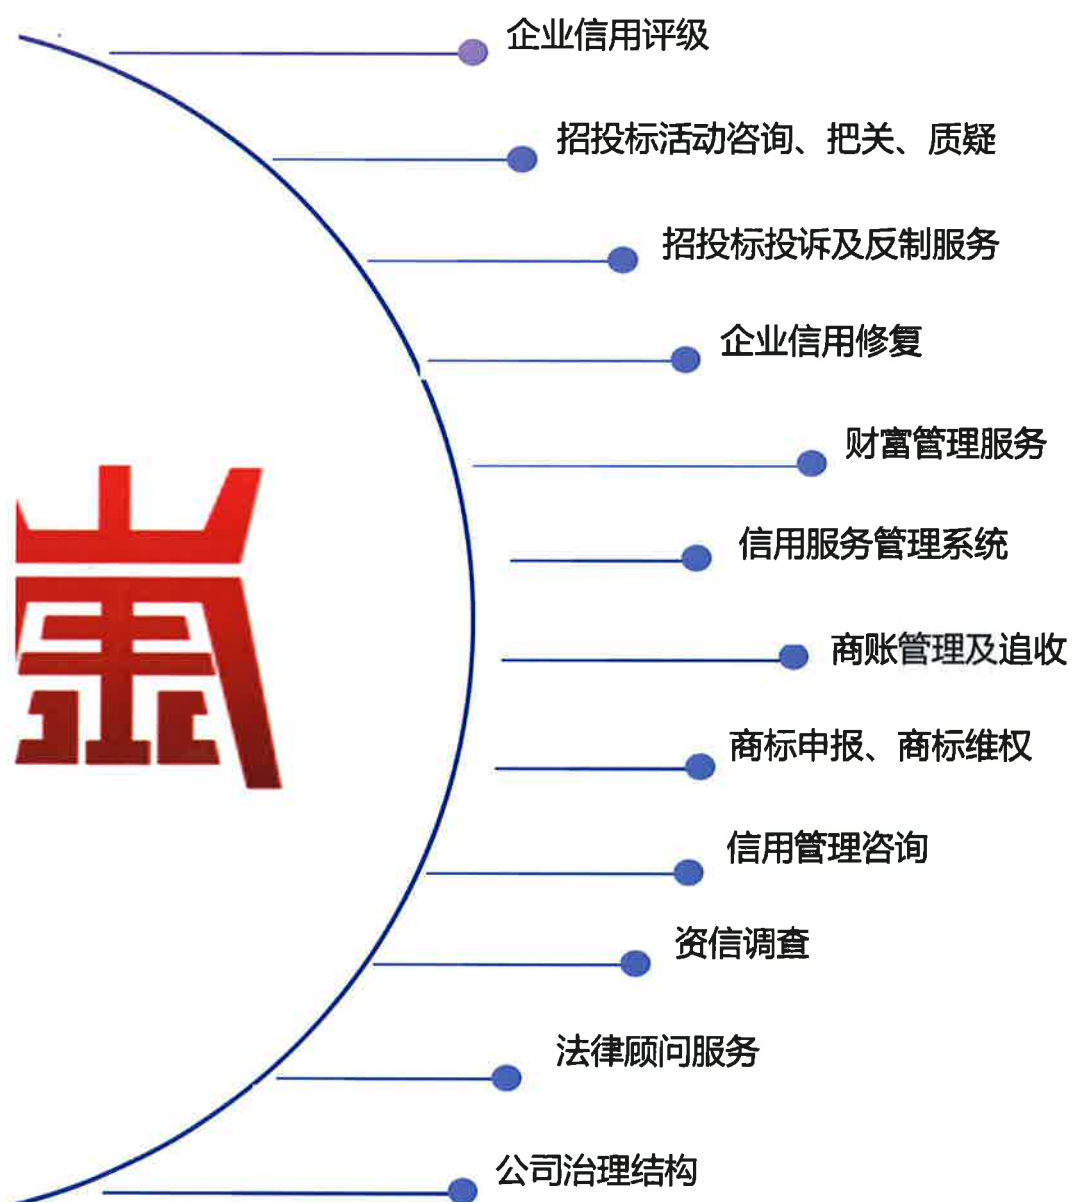 企业信用评级
招投标活动咨询、把关、质疑
招投标投诉及反制服务
企业信用修复
财富管理服务
信用服务管理系统
商账管理及追收
商标申报、商标维权
信用管理咨询
资信调查
法律顾问服务
公司治理结构